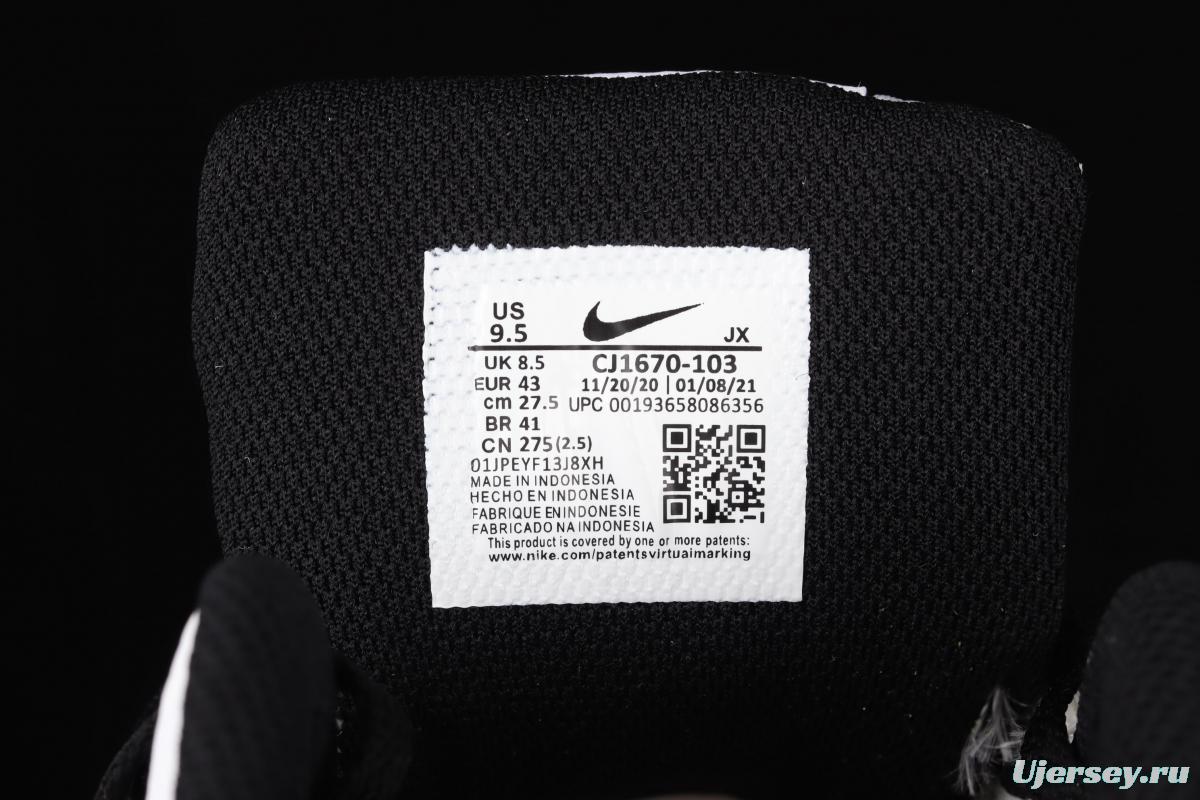 US
9.5
JX
UK 8.5
CJ1670-103
EUR 43
11/20/20 | 01/08/21
cm 27.5
UPC 00193658086356
BR 41
CN 275(2.5)
01JPEYF13J8XH
MADE IN INDONESIA
HECHO EN INDONESIA
FABRIQUE EN INDONESIE
FABRICADO NA INDONESIA
This product is covered by one or more patents:
www.nike.com/patentsvirtuaimarking
Ujersey.ru